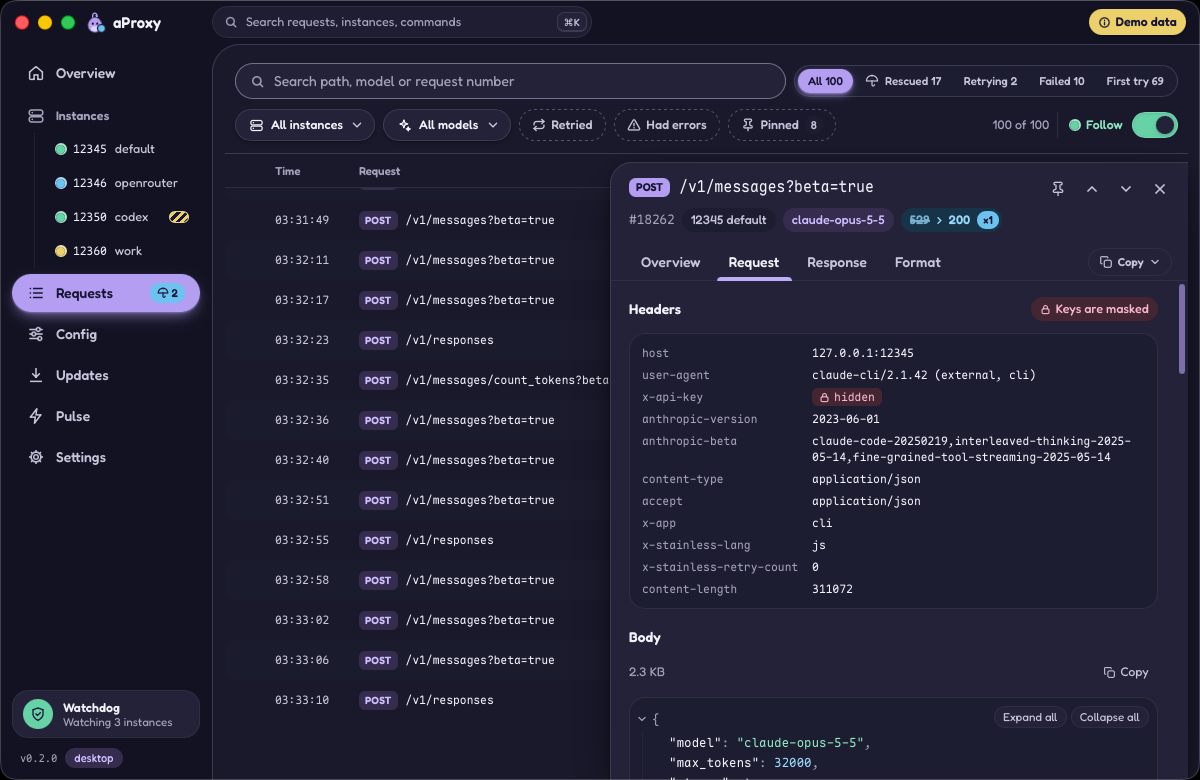 aProxy
Search requests, instances, commands
⌘K
Demo data
Overview
Instances
12345 default
12346 openrouter
12350 codex
12360 work
Requests 2
Config
Updates
Pulse
Settings
Watchdog
Watching 3 instances
v0.2.0 desktop
Search path, model or request number
All 100 Rescued 17 Retrying 2 Failed 10 First try 69
All instances All models Retried Had errors Pinned 8
100 of 100 Follow
Time Request
03:31:49 POST /v1/messages?beta=true
03:32:11 POST /v1/messages?beta=true
03:32:17 POST /v1/messages?beta=true
03:32:23 POST /v1/responses
03:32:35 POST /v1/messages/count_tokens?beta
03:32:36 POST /v1/messages?beta=true
03:32:40 POST /v1/messages?beta=true
03:32:51 POST /v1/messages?beta=true
03:32:55 POST /v1/responses
03:32:58 POST /v1/messages?beta=true
03:33:02 POST /v1/messages?beta=true
03:33:06 POST /v1/messages?beta=true
03:33:10 POST /v1/responses
POST /v1/messages?beta=true
#18262 12345 default claude-opus-5-5 529 › 200 x1
Overview Request Response Format Copy
Headers Keys are masked
host 127.0.0.1:12345
user-agent claude-cli/2.1.42 (external, cli)
x-api-key hidden
anthropic-version 2023-06-01
anthropic-beta claude-code-20250219,interleaved-thinking-2025-
05-14,fine-grained-tool-streaming-2025-05-14
content-type application/json
accept application/json
x-app cli
x-stainless-lang js
x-stainless-retry-count 0
content-length 311072
Body
2.3 KB Copy
{ Expand all Collapse all
"model": "claude-opus-5-5",
"max_tokens": 32000,